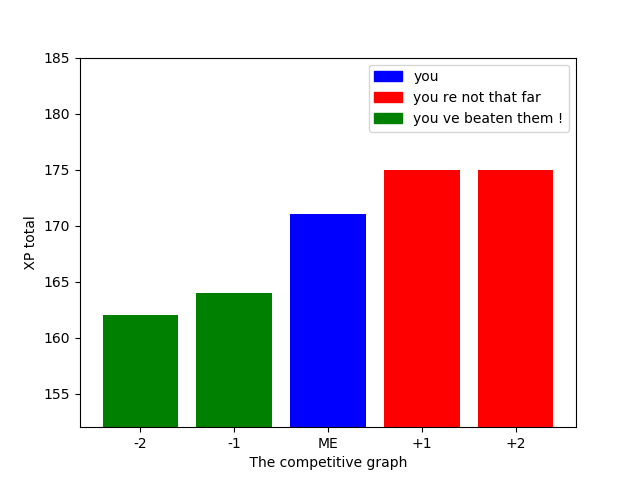 185
180
175
170
165
160
155
XP total
you
you re not that far
you ve beaten them !
-2
-1
ME
+1
+2
The competitive graph